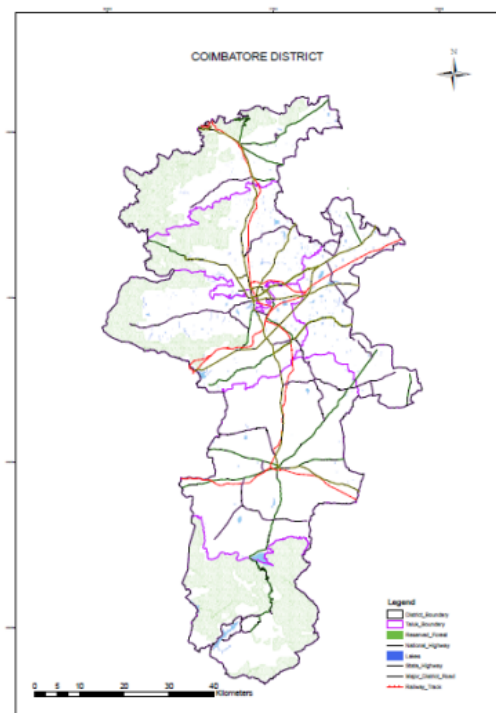 COIMBATORE DISTRICT
N
Legend
District_Boundary
Taluk_Boundary
Reserved_Forest
National_Highway
Lakes
State_Highway
Major_District_Road
Railway_Track
0 5 10 20 30 40
Kilometers